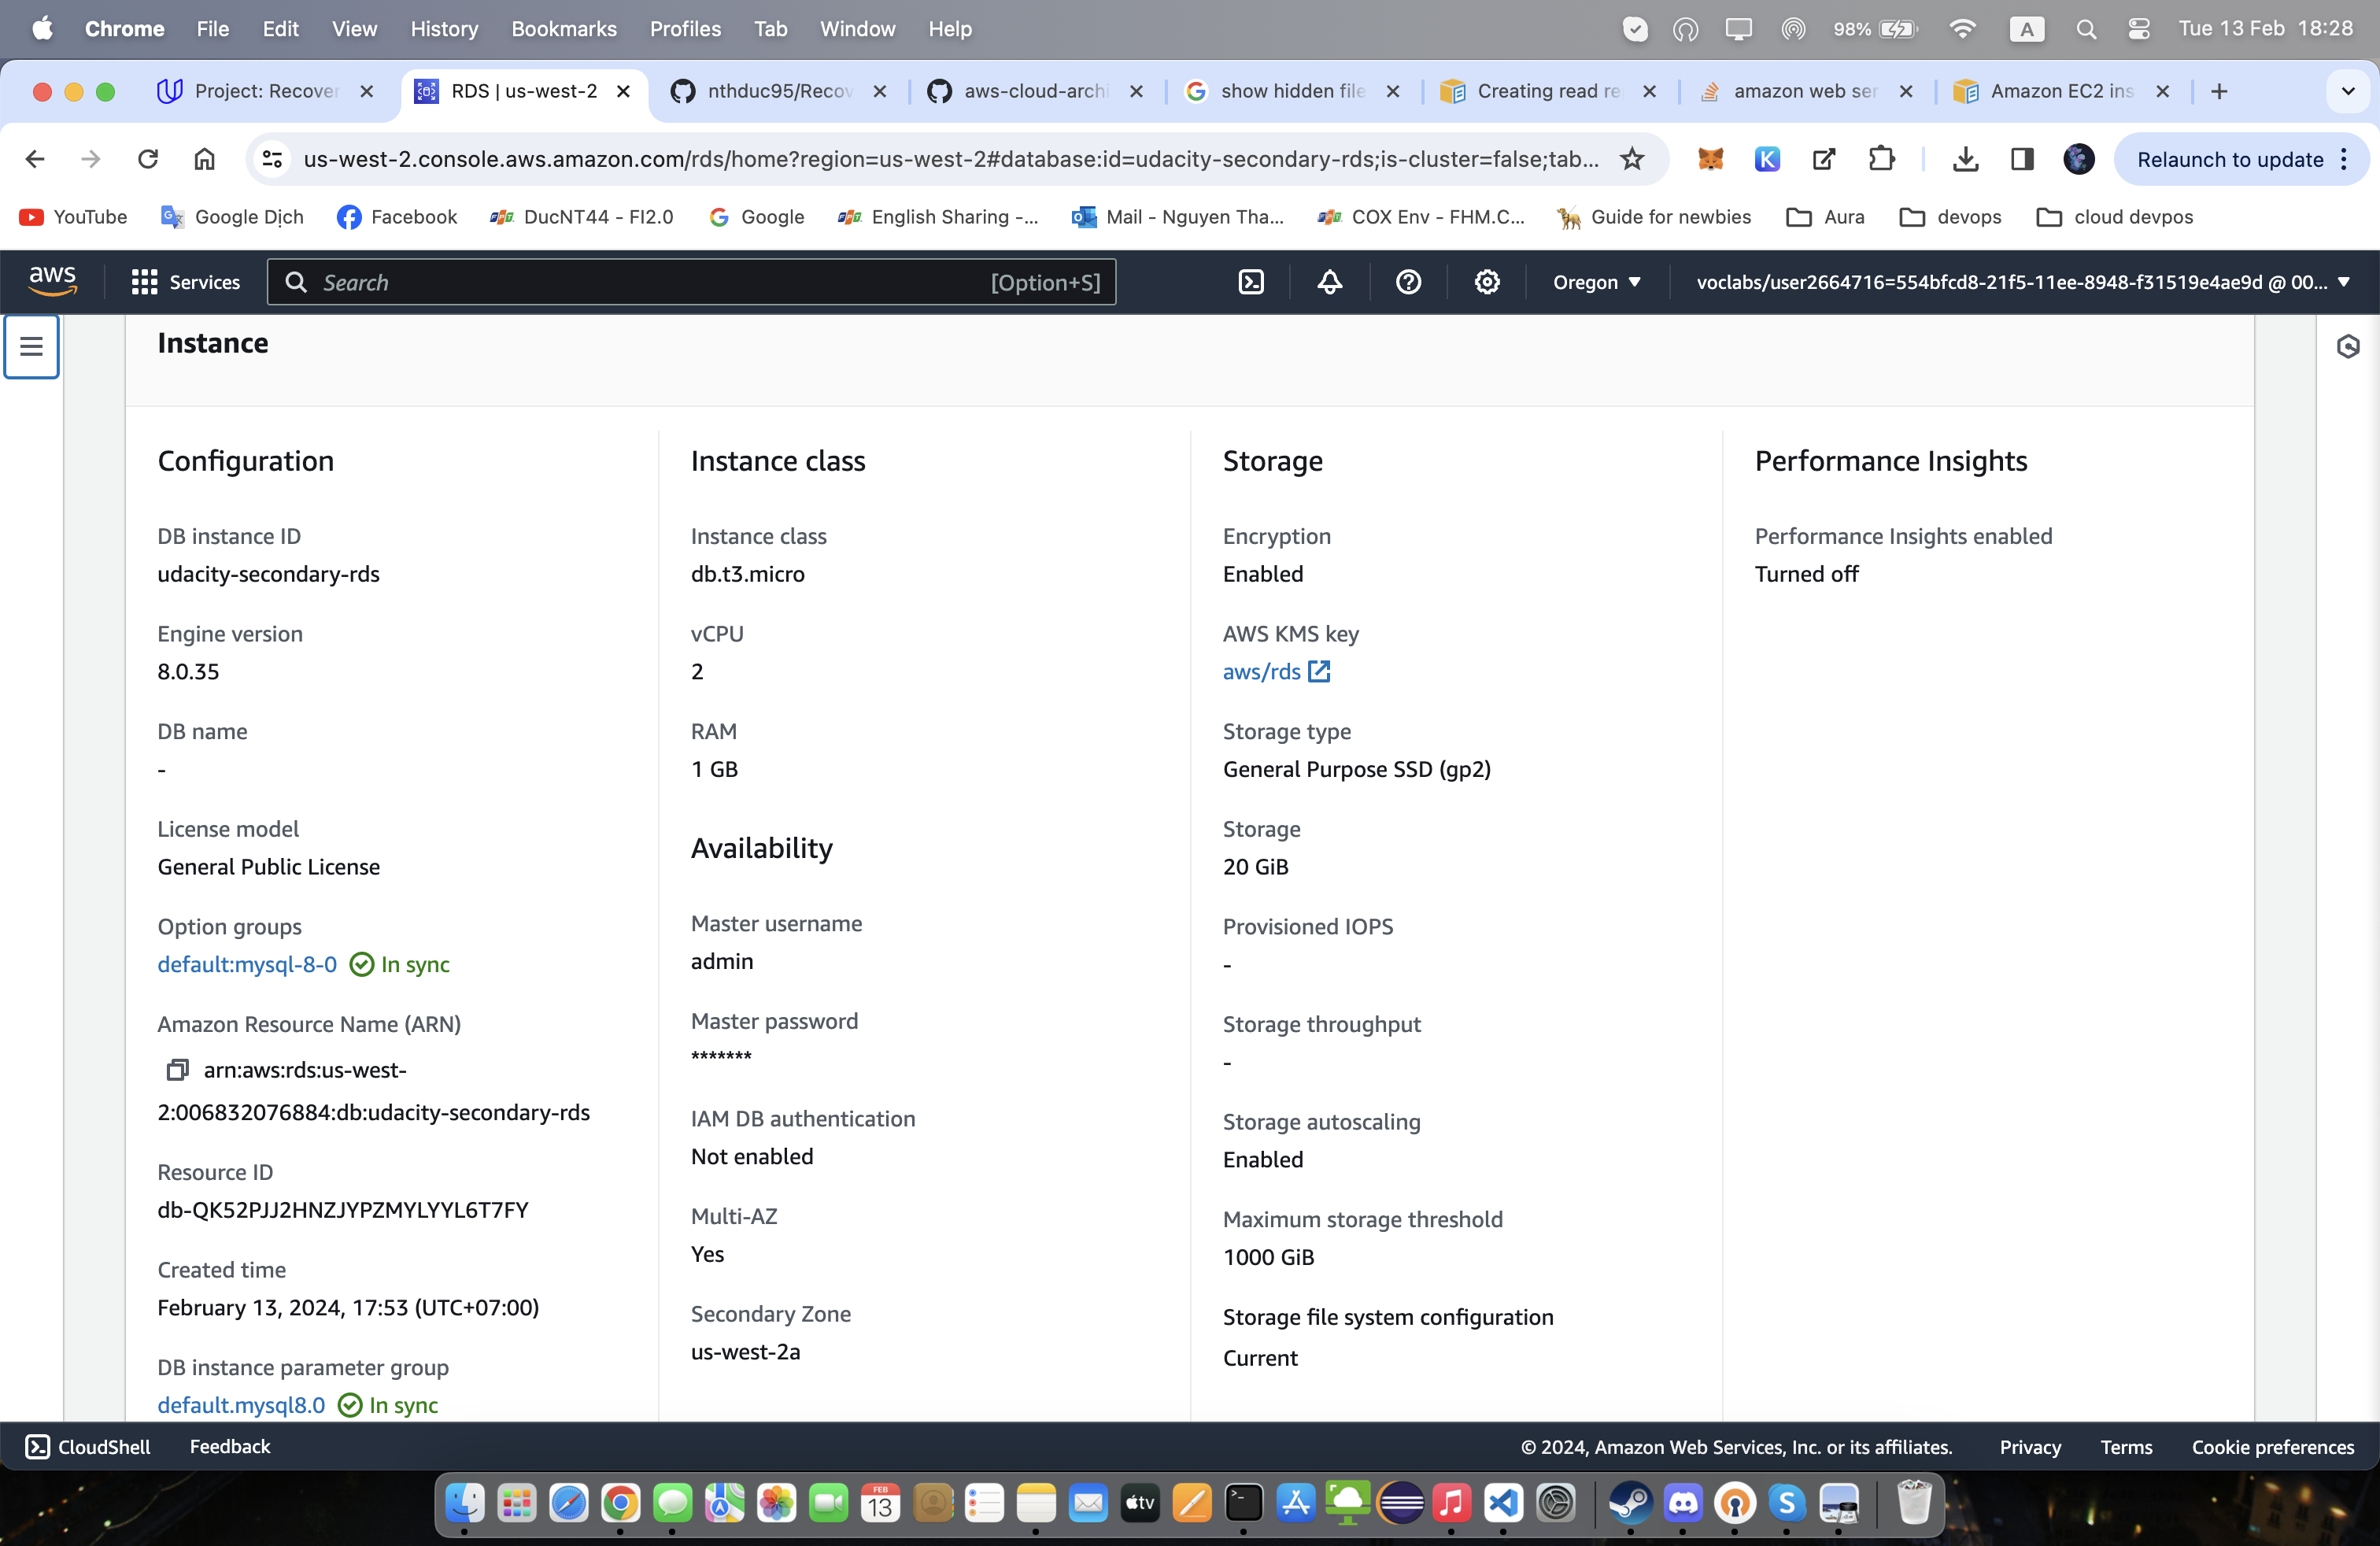 Chrome File Edit View History Bookmarks Profiles Tab Window Help 98% A Tue 13 Feb 18:28
Project: Recover RDS | us-west-2 nthduc95/Recov aws-cloud-archi show hidden file Creating read re amazon web ser Amazon EC2 ins
us-west-2.console.aws.amazon.com/rds/home?region=us-west-2#database:id=udacity-secondary-rds;is-cluster=false;tab... K Relaunch to update
YouTube Google Dịch Facebook DucNT44 - FI2.0 Google English Sharing -... Mail - Nguyen Tha... COX Env - FHM.C... Guide for newbies Aura devops cloud devpos
aws Services Search [Option+S] Oregon voclabs/user2664716=554bfcd8-21f5-11ee-8948-f31519e4ae9d @ 00...
Instance
Configuration
DB instance ID
udacity-secondary-rds
Engine version
8.0.35
DB name
-
License model
General Public License
Option groups
default:mysql-8-0 In sync
Amazon Resource Name (ARN)
arn:aws:rds:us-west-
2:006832076884:db:udacity-secondary-rds
Resource ID
db-QK52PJJ2HNZJYPZMYLYYL6T7FY
Created time
February 13, 2024, 17:53 (UTC+07:00)
DB instance parameter group
default.mysql8.0 In sync
Instance class
Instance class
db.t3.micro
vCPU
2
RAM
1 GB
Availability
Master username
admin
Master password
*******
IAM DB authentication
Not enabled
Multi-AZ
Yes
Secondary Zone
us-west-2a
Storage
Encryption
Enabled
AWS KMS key
aws/rds
Storage type
General Purpose SSD (gp2)
Storage
20 GiB
Provisioned IOPS
-
Storage throughput
-
Storage autoscaling
Enabled
Maximum storage threshold
1000 GiB
Storage file system configuration
Current
Performance Insights
Performance Insights enabled
Turned off
CloudShell Feedback © 2024, Amazon Web Services, Inc. or its affiliates. Privacy Terms Cookie preferences
FEB
13
tv